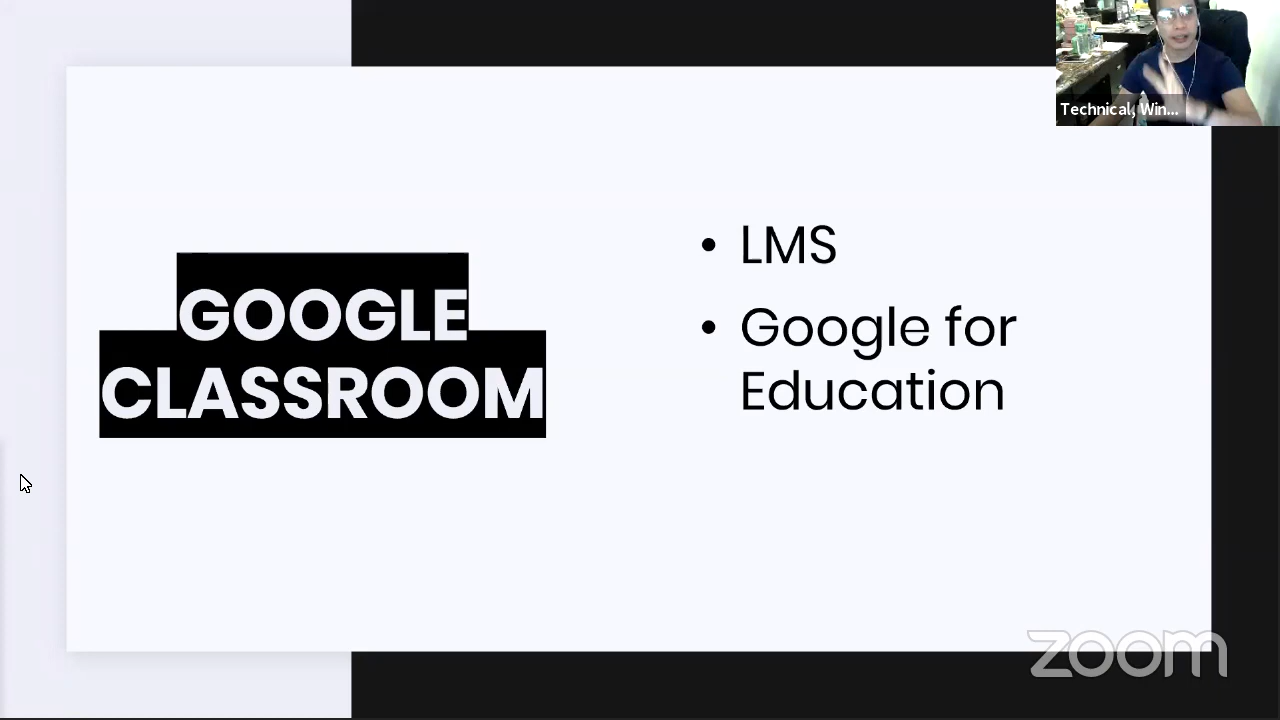 Technical, Win...
GOOGLE
CLASSROOM
• LMS
• Google for
Education
zoom